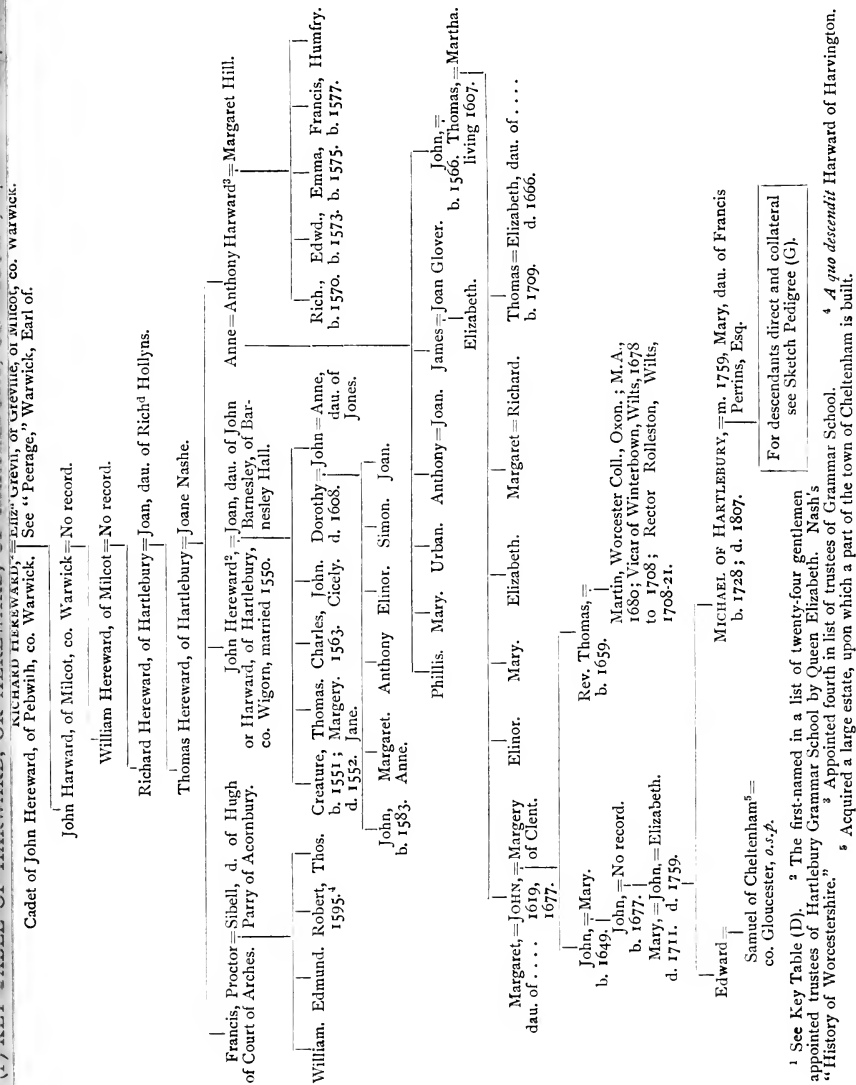 RICHARD HEREWARD,
See "Peerage," Warwick, Earl of.
Cadet of John Hereward, of Pebwith, co. Warwick.
John Harward, of Milcot, co. Warwick = No record.
William Hereward, of Milcot = No record.
Richard Hereward, of Hartlebury = Joan, dau. of Richd Hollyns.
Thomas Hereward, of Hartlebury = Joane Nashe.
Francis, Proctor = Sibell, d. of Hugh
of Court of Arches. Parry of Acornbury.
John Hereward², = Joan, dau. of John
or Harward, of Hartlebury, Barnesley, of Bar-
co. Wigorn, married 1550. nesley Hall.
Anne = Anthony Harward³ = Margaret Hill.
William. Edmund. Robert, Thos.
1595.⁴
Creature, Thomas. Charles, John. Dorothy = John = Anne,
b. 1551; Margery. 1563. Cicely. d. 1608. dau. of
d. 1552. Jane. Jones.
Rich., Edwd., Emma, Francis, Humfry.
b. 1570. b. 1573. b. 1575. b. 1577.
John, Margaret. Anthony Elinor. Simon. Joan.
b. 1583. Anne.
Phillis. Mary. Urban. Anthony = Joan. James = Joan Glover. John, =
b. 1566. Thomas, = Martha.
Elizabeth. living 1607.
Margaret, = JOHN, = Margery
dau. of .... 1619, of Clent.
1677.
Elinor. Mary. Elizabeth. Margaret = Richard. Thomas = Elizabeth, dau. of ....
b. 1709. d. 1666.
John, = Mary.
b. 1649.
Rev. Thomas, =
b. 1659.
John, = No record.
b. 1677.
Martin, Worcester Coll., Oxon.; M.A.,
1680; Vicar of Winterbown, Wilts, 1678
to 1708; Rector Rolleston, Wilts,
1708-21.
Mary, = John, = Elizabeth.
d. 1711. d. 1759.
Edward =
MICHAEL OF HARTLEBURY, = m. 1759, Mary, dau. of Francis
b. 1728; d. 1807. Perrins, Esq.
Samuel of Cheltenham⁵ =
co. Gloucester, o.s.p.
For descendants direct and collateral
see Sketch Pedigree (G).
¹ See Key Table (D). ² The first-named in a list of twenty-four gentlemen
appointed trustees of Hartlebury Grammar School by Queen Elizabeth. Nash's
"History of Worcestershire." ³ Appointed fourth in list of trustees of Grammar School. ⁴ A quo descendit Harward of Harvington.
⁵ Acquired a large estate, upon which a part of the town of Cheltenham is built.